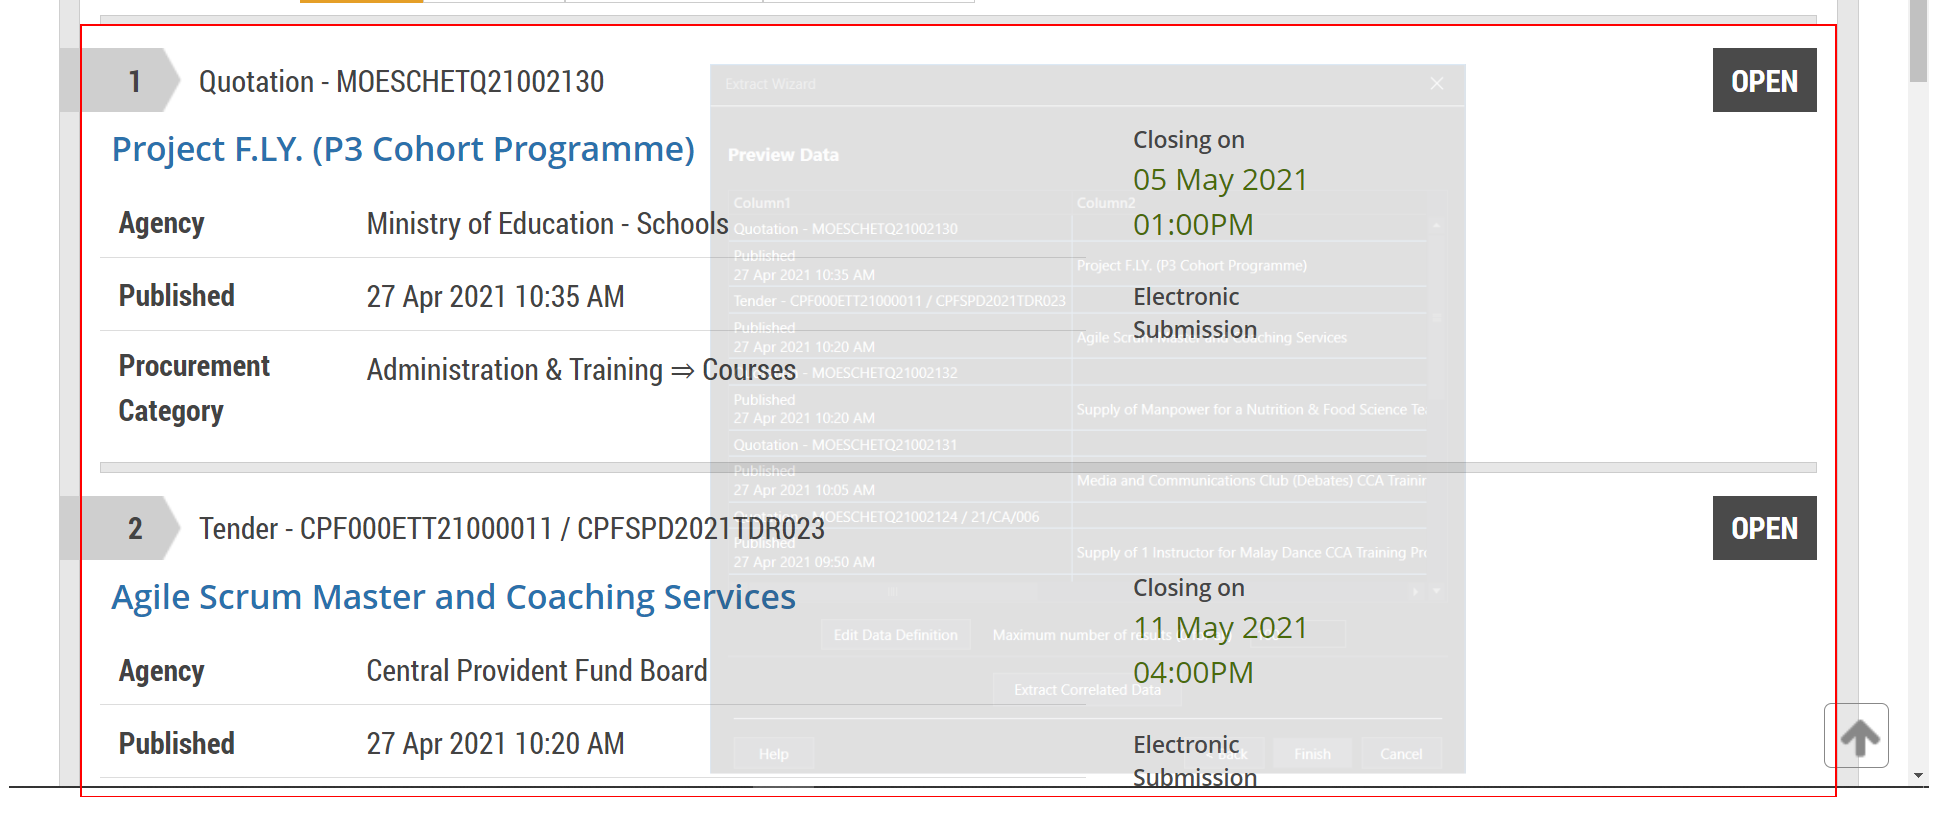 1
Quotation - MOESCHETQ21002130
OPEN
Project F.LY. (P3 Cohort Programme)
Closing on
05 May 2021
01:00PM
Agency
Ministry of Education - Schools
Published
27 Apr 2021 10:35 AM
Electronic
Submission
Procurement
Category
Administration & Training ⇒ Courses
2
Tender - CPF000ETT21000011 / CPFSPD2021TDR023
OPEN
Agile Scrum Master and Coaching Services
Closing on
11 May 2021
04:00PM
Agency
Central Provident Fund Board
Published
27 Apr 2021 10:20 AM
Electronic
Submission
Extract Wizard
Preview Data
Column1
Column2
Quotation - MOESCHETQ21002130
Published
27 Apr 2021 10:35 AM
Project F.LY. (P3 Cohort Programme)
Tender - CPF000ETT21000011 / CPFSPD2021TDR023
Published
27 Apr 2021 10:20 AM
Agile Scrum Master and Coaching Services
MOESCHETQ21002132
Published
27 Apr 2021 10:20 AM
Supply of Manpower for a Nutrition & Food Science Te
Quotation - MOESCHETQ21002131
Published
27 Apr 2021 10:05 AM
Media and Communications Club (Debates) CCA Trainin
Quotation - MOESCHETQ21002124 / 21/CA/006
Published
27 Apr 2021 09:50 AM
Supply of 1 Instructor for Malay Dance CCA Training Pr
Edit Data Definition
Maximum number of results
Extract Correlated Data
Help
Back
Finish
Cancel